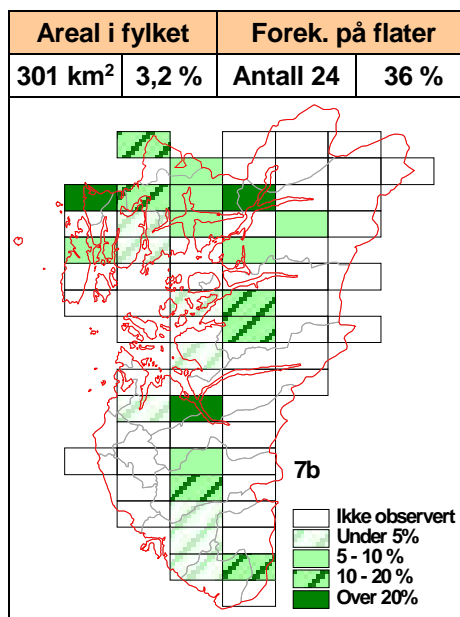 Areal i fylket Forek. på flater
301 km² 3,2 % Antall 24 36 %
7b
Ikke observert
Under 5%
5 - 10 %
10 - 20 %
Over 20%